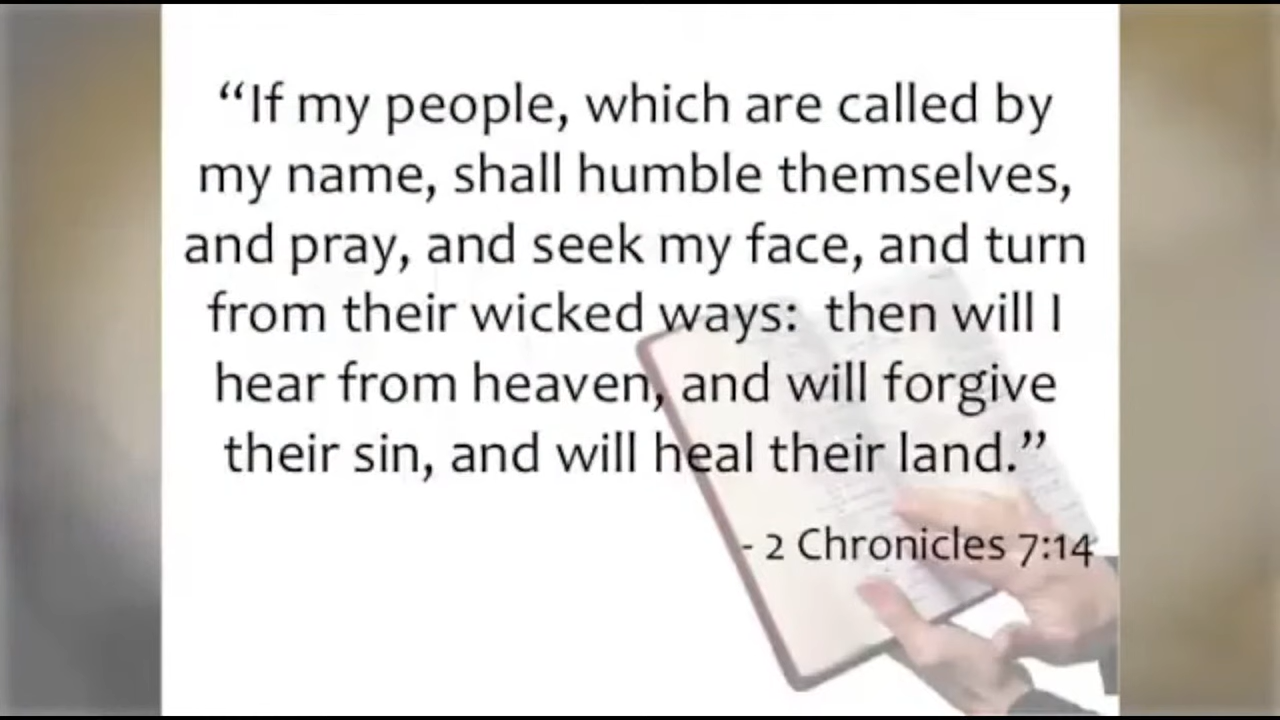 “If my people, which are called by
my name, shall humble themselves,
and pray, and seek my face, and turn
from their wicked ways:  then will I
hear from heaven, and will forgive
their sin, and will heal their land.”
- 2 Chronicles 7:14